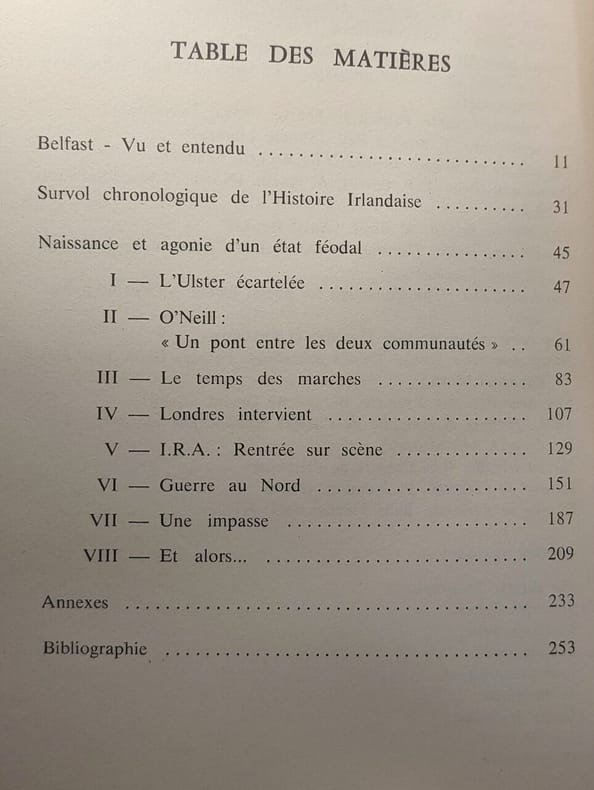 TABLE DES MATIÈRES
Belfast - Vu et entendu ............................ 11
Survol chronologique de l'Histoire Irlandaise .......... 31
Naissance et agonie d'un état féodal ................. 45
I — L'Ulster écartelée ........................ 47
II — O'Neill :
« Un pont entre les deux communautés » .. 61
III — Le temps des marches ................. 83
IV — Londres intervient ....................... 107
V — I.R.A. : Rentrée sur scène ............... 129
VI — Guerre au Nord ........................ 151
VII — Une impasse ............................ 187
VIII — Et alors... .............................. 209
Annexes ............................................... 233
Bibliographie .......................................... 253